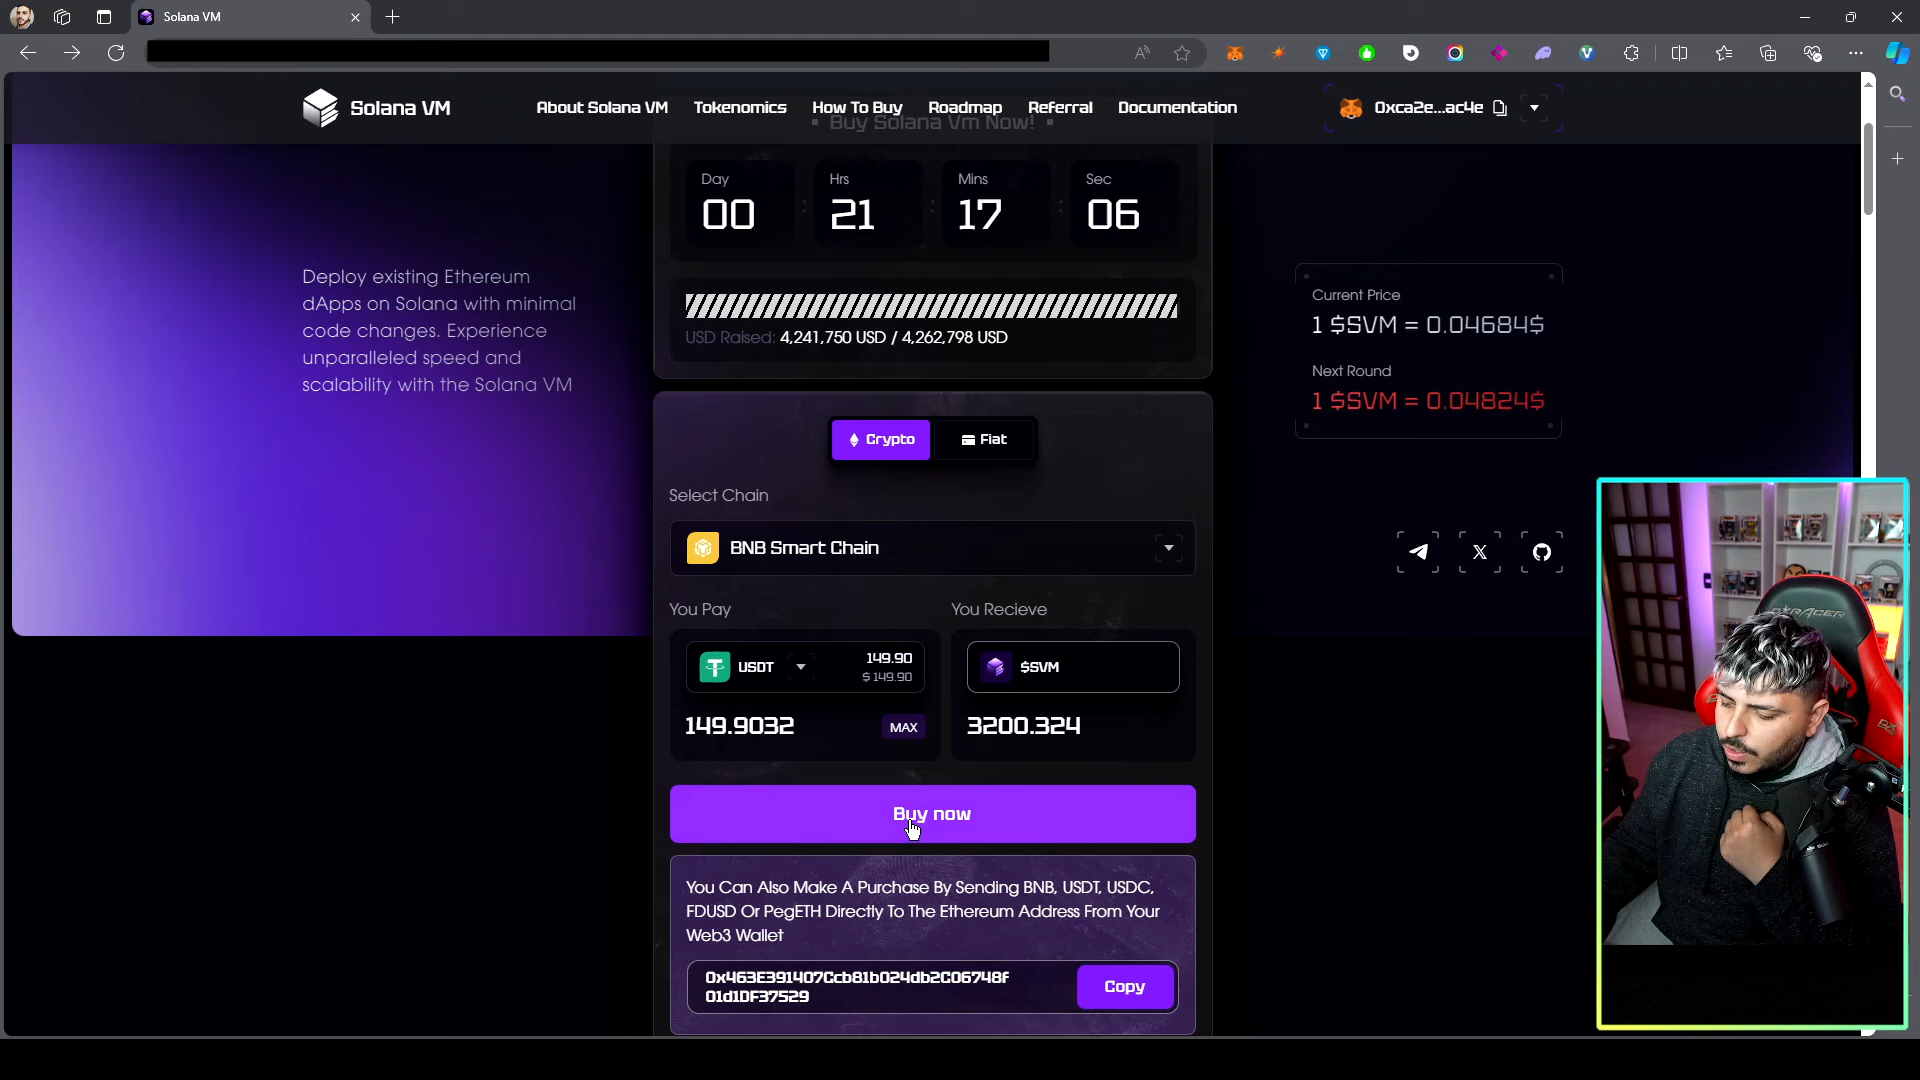 Solana VM
Solana VM
About Solana VM
Tokenomics
How To Buy
Roadmap
Referral
Documentation
0xca2e...ac4e
Buy Solana Vm Now!
Day
Hrs
Mins
Sec
00 : 21 : 17 : 06
USD Raised: 4,241,750 USD / 4,262,798 USD
Deploy existing Ethereum
dApps on Solana with minimal
code changes. Experience
unparalleled speed and
scalability with the Solana VM
Current Price
1 $SVM = 0.04684$
Next Round
1 $SVM = 0.04824$
Crypto
Fiat
Select Chain
BNB Smart Chain
You Pay
You Recieve
USDT
149.90
$ 149.90
$SVM
149.9032
MAX
3200.324
Buy now
You Can Also Make A Purchase By Sending BNB, USDT, USDC,
FDUSD Or PegETH Directly To The Ethereum Address From Your
Web3 Wallet
0x463E391407Ccb81b024db2C06748f
01d1DF37529
Copy